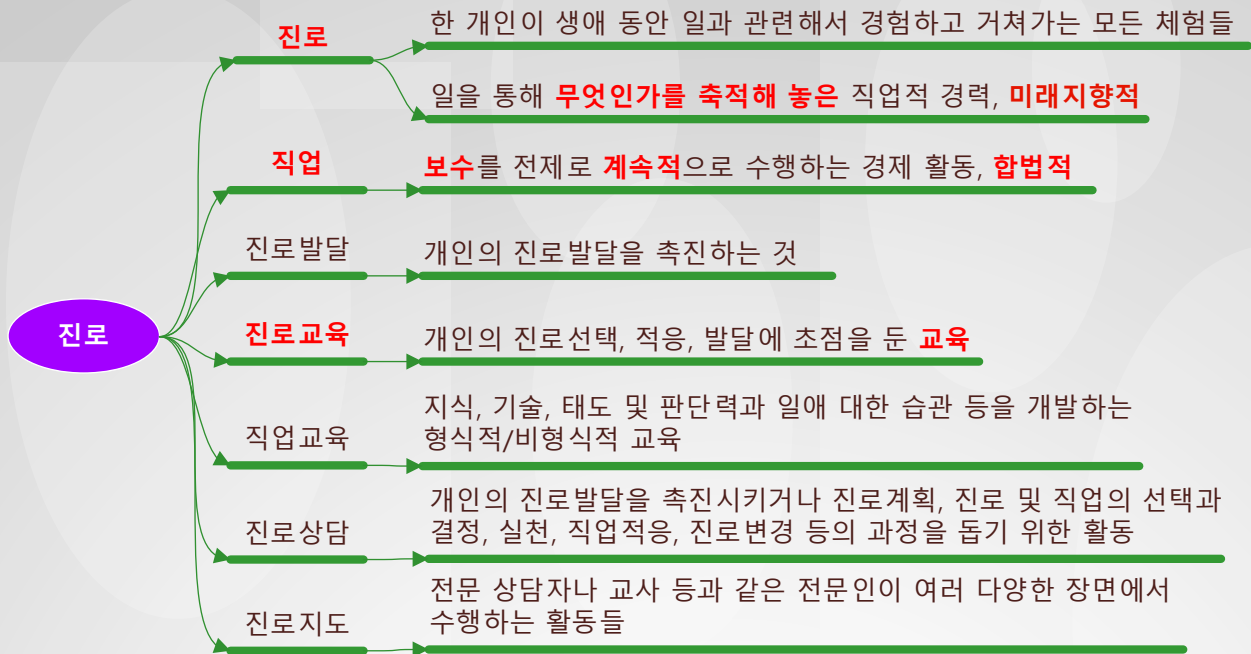 진로
한 개인이 생애 동안 일과 관련해서 경험하고 거쳐가는 모든 체험들
일을 통해 무엇인가를 축적해 놓은 직업적 경력, 미래지향적
직업
보수를 전제로 계속적으로 수행하는 경제 활동, 합법적
진로발달
개인의 진로발달을 촉진하는 것
진로
진로교육
개인의 진로선택, 적응, 발달에 초점을 둔 교육
직업교육
지식, 기술, 태도 및 판단력과 일애 대한 습관 등을 개발하는
형식적/비형식적 교육
진로상담
개인의 진로발달을 촉진시키거나 진로계획, 진로 및 직업의 선택과
결정, 실천, 직업적응, 진로변경 등의 과정을 돕기 위한 활동
진로지도
전문 상담자나 교사 등과 같은 전문인이 여러 다양한 장면에서
수행하는 활동들